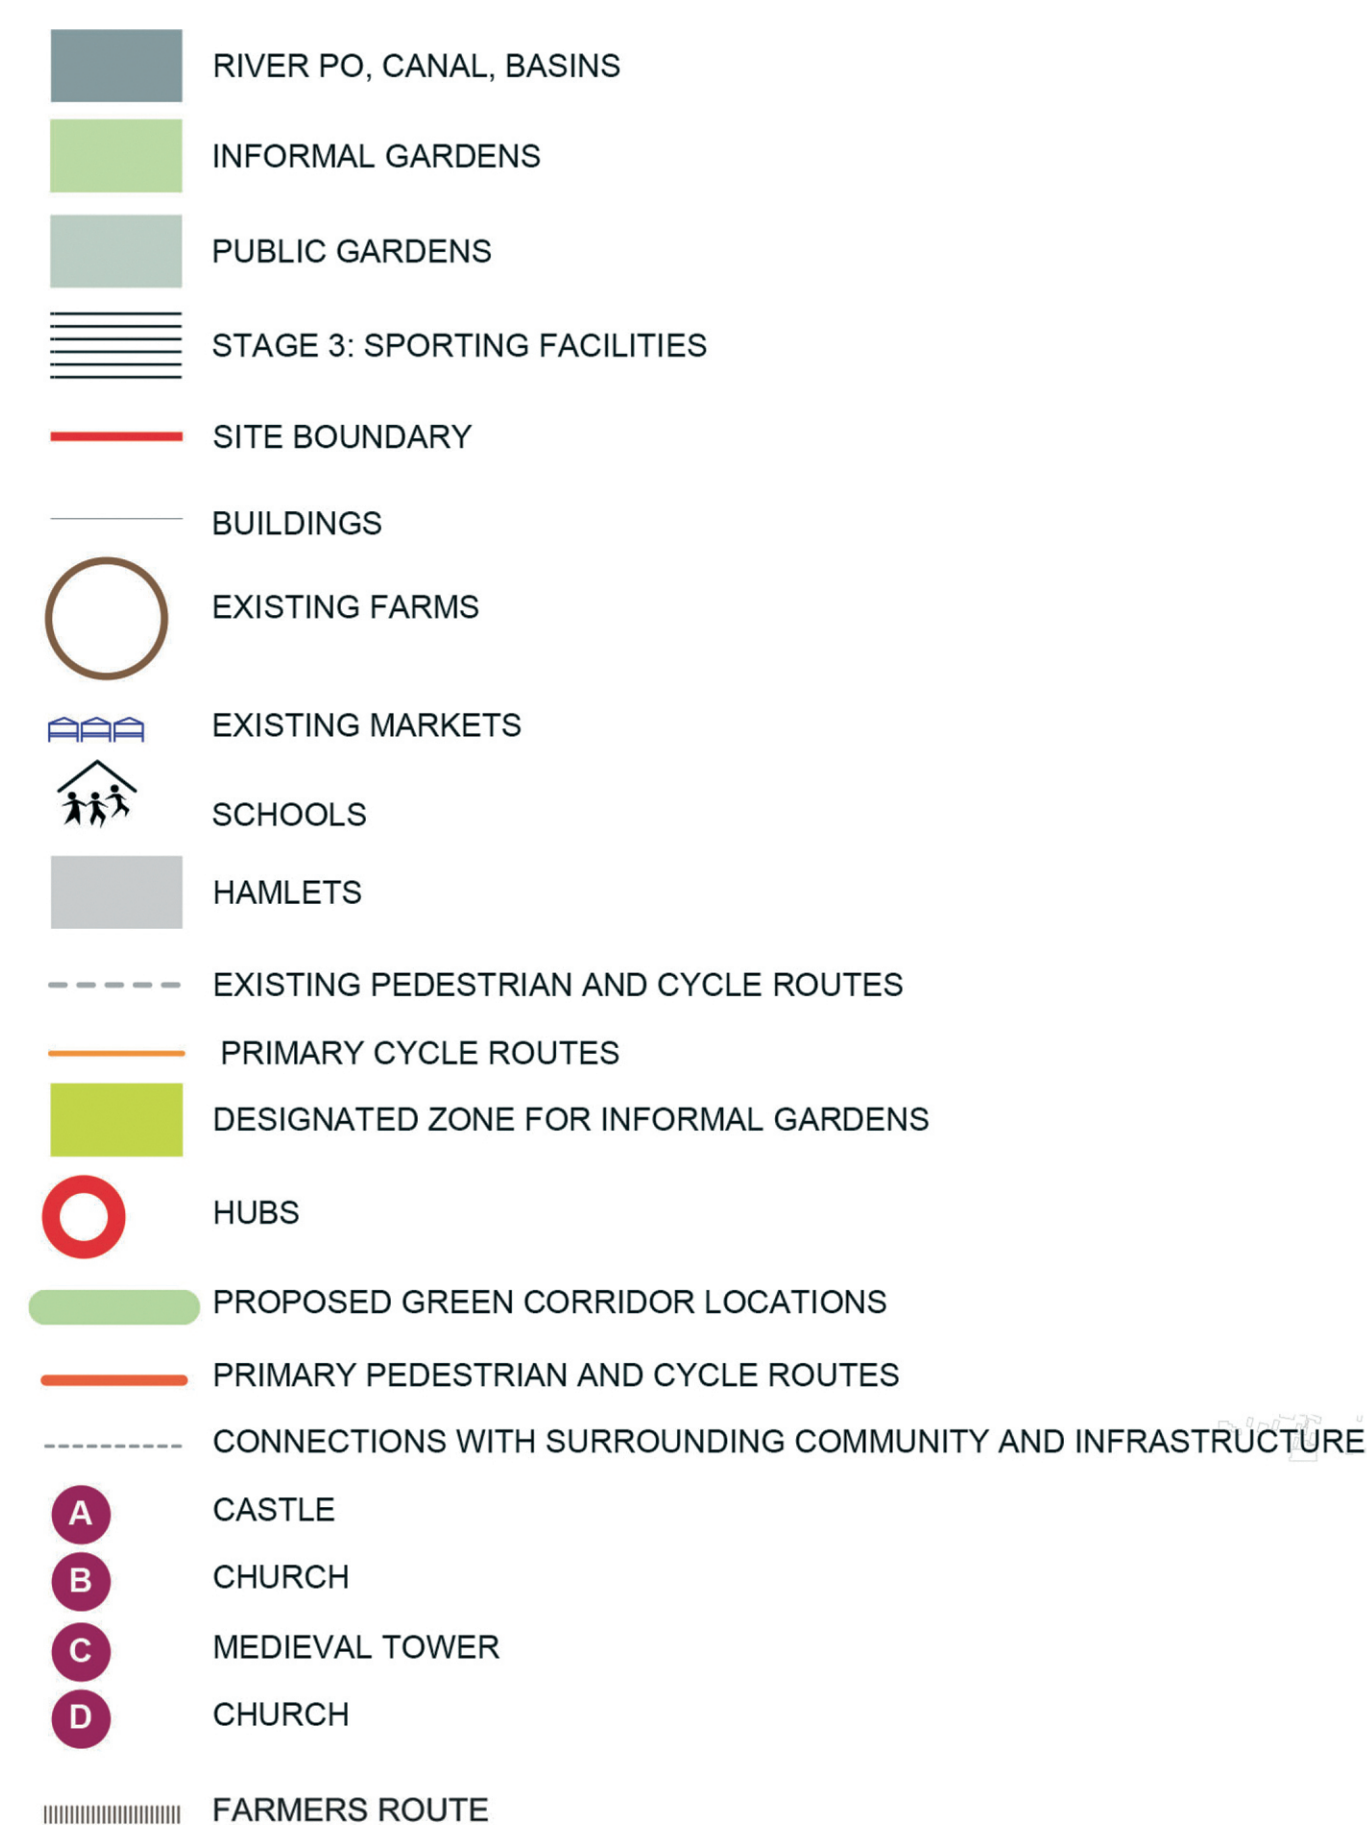 RIVER PO, CANAL, BASINS
INFORMAL GARDENS
PUBLIC GARDENS
STAGE 3: SPORTING FACILITIES
SITE BOUNDARY
BUILDINGS
EXISTING FARMS
EXISTING MARKETS
SCHOOLS
HAMLETS
EXISTING PEDESTRIAN AND CYCLE ROUTES
PRIMARY CYCLE ROUTES
DESIGNATED ZONE FOR INFORMAL GARDENS
HUBS
PROPOSED GREEN CORRIDOR LOCATIONS
PRIMARY PEDESTRIAN AND CYCLE ROUTES
CONNECTIONS WITH SURROUNDING COMMUNITY AND INFRASTRUCTURE
A CASTLE
B CHURCH
C MEDIEVAL TOWER
D CHURCH
FARMERS ROUTE